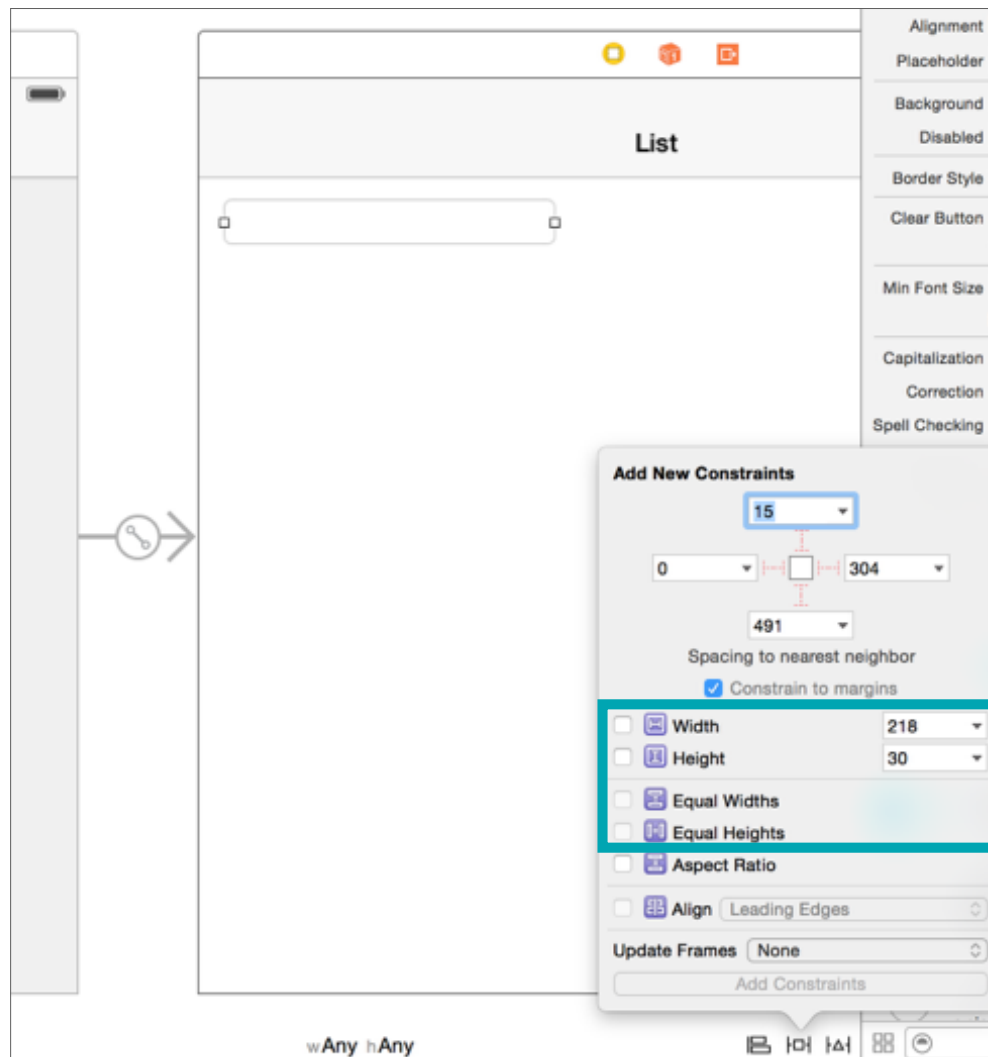 Alignment
Placeholder
Background
Disabled
List
Border Style
Clear Button
Min Font Size
Capitalization
Correction
Spell Checking
Add New Constraints
15
0
304
491
Spacing to nearest neighbor
Constrain to margins
Width 218
Height 30
Equal Widths
Equal Heights
Aspect Ratio
Align Leading Edges
Update Frames None
Add Constraints
wAny hAny